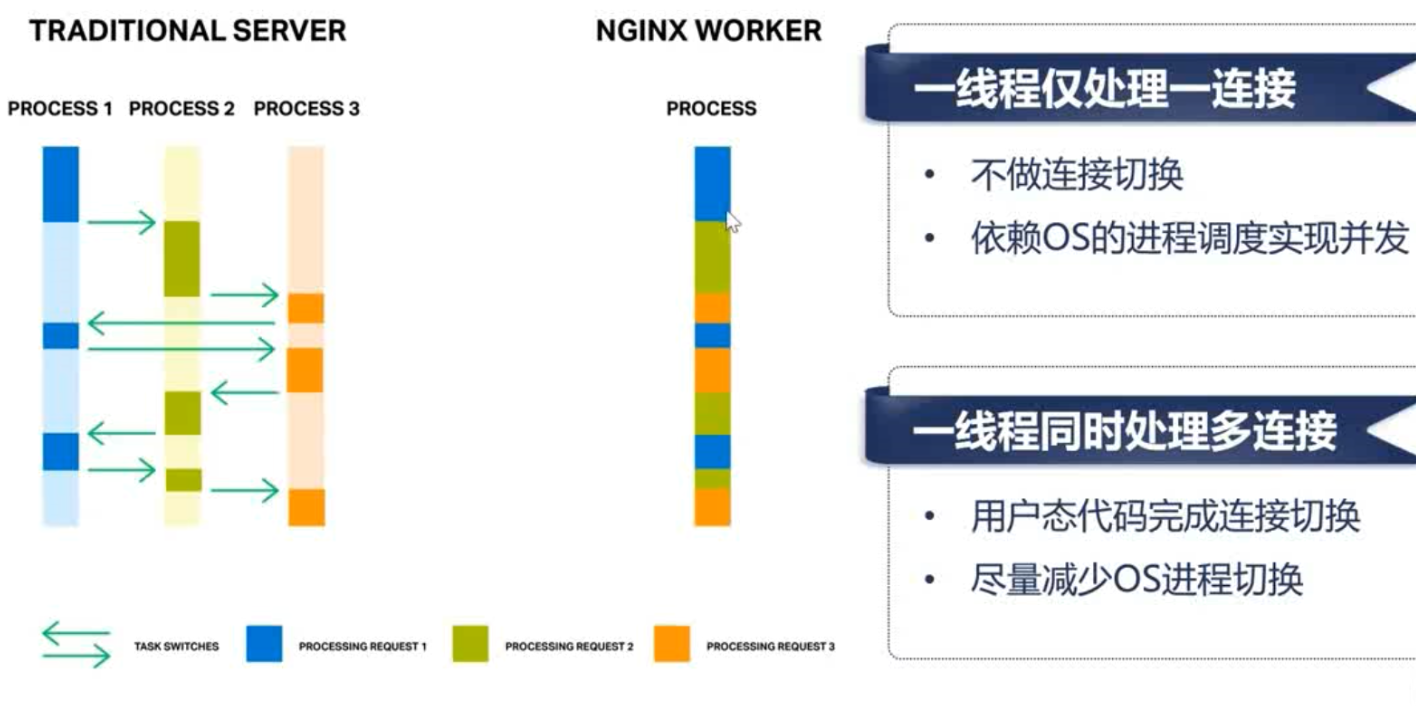 TRADITIONAL SERVER
NGINX WORKER
PROCESS 1
PROCESS 2
PROCESS 3
PROCESS
TASK SWITCHES
PROCESSING REQUEST 1
PROCESSING REQUEST 2
PROCESSING REQUEST 3
一线程仅处理一连接
• 不做连接切换
• 依赖OS的进程调度实现并发
一线程同时处理多连接
• 用户态代码完成连接切换
• 尽量减少OS进程切换